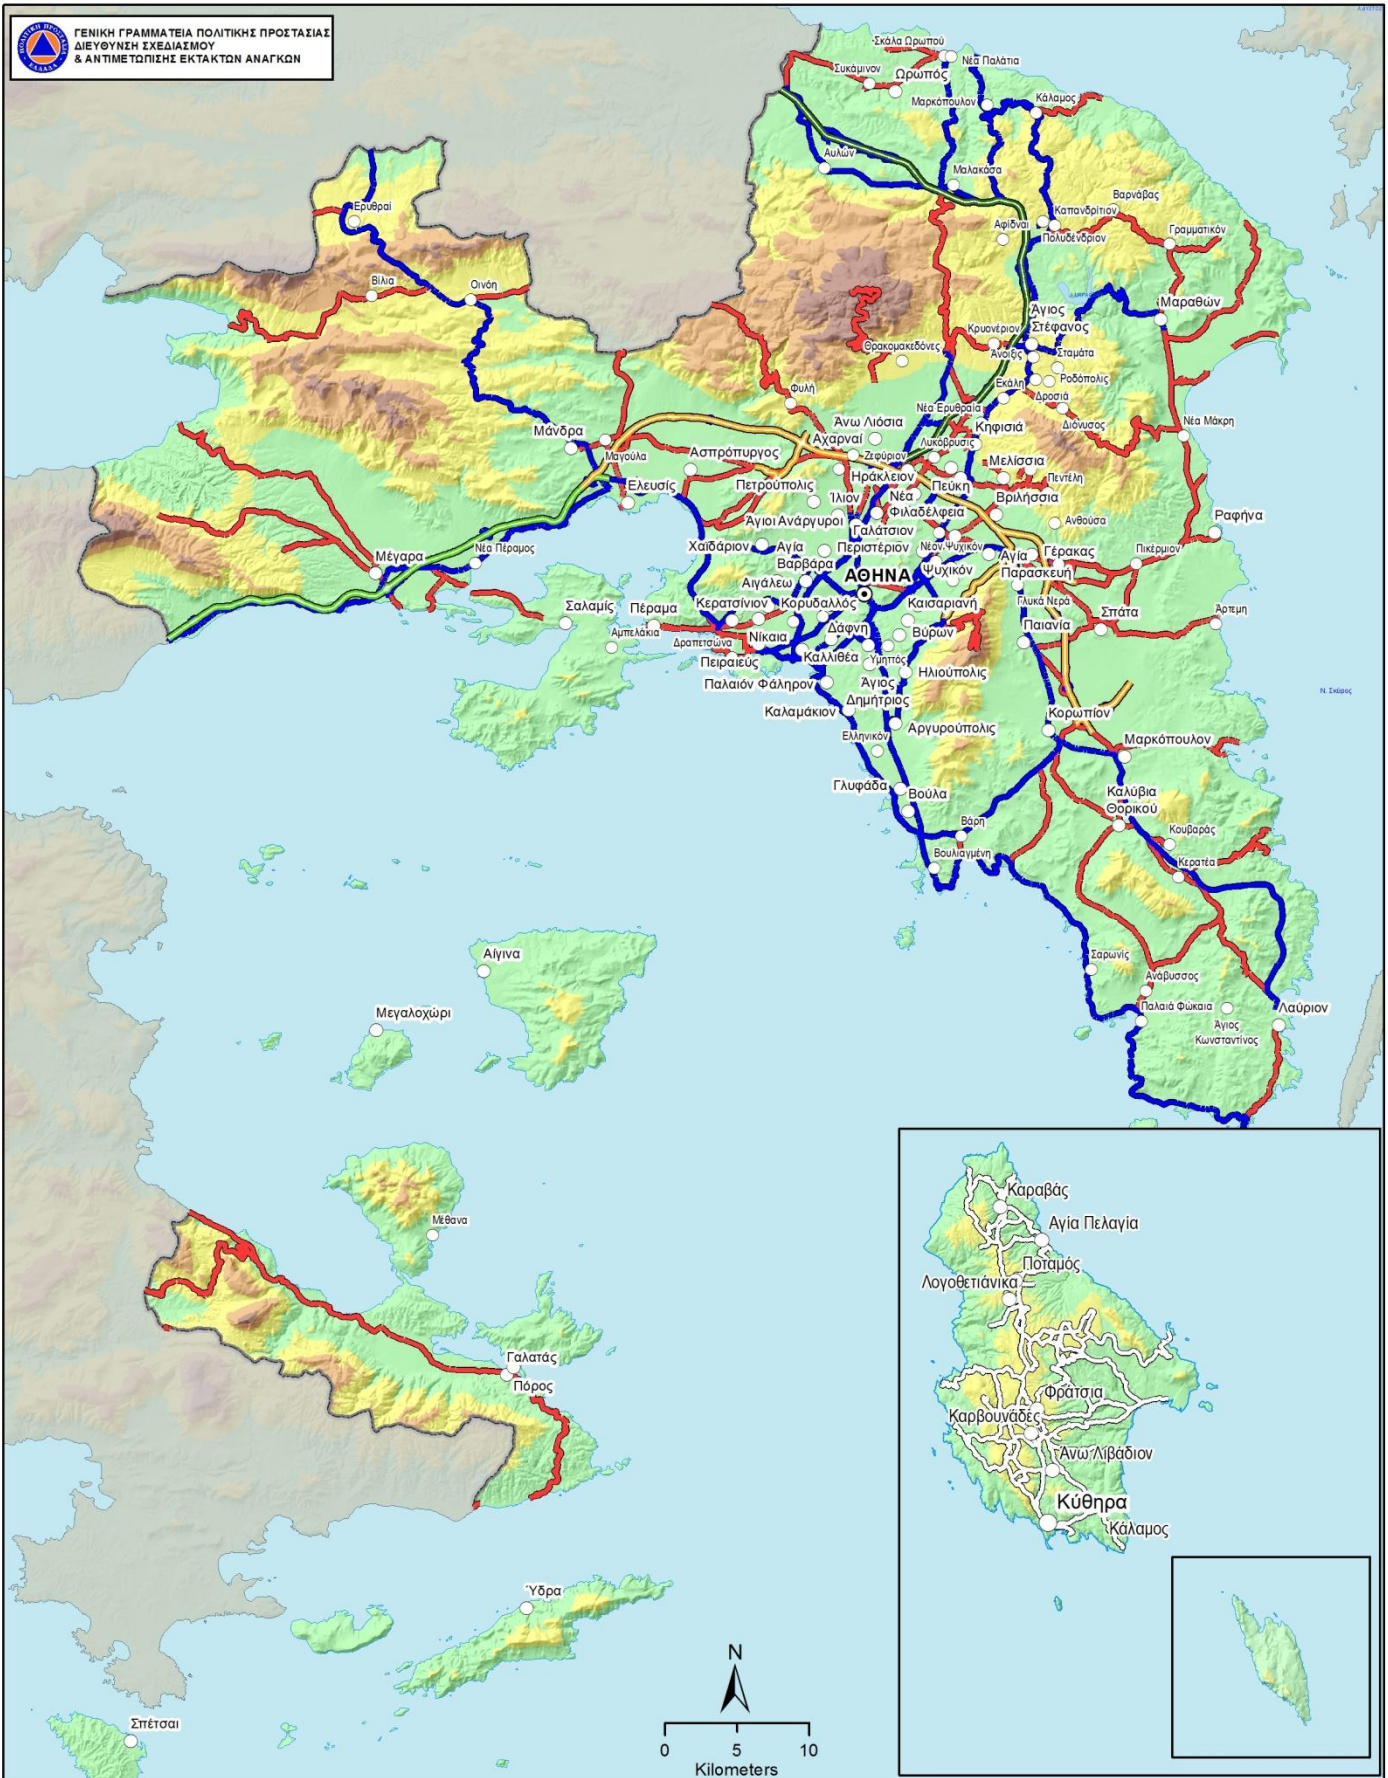 ΓΕΝΙΚΗ ΓΡΑΜΜΑΤΕΙΑ ΠΟΛΙΤΙΚΗΣ ΠΡΟΣΤΑΣΙΑΣ
ΔΙΕΥΘΥΝΣΗ ΣΧΕΔΙΑΣΜΟΥ
& ΑΝΤΙΜΕΤΩΠΙΣΗΣ ΕΚΤΑΚΤΩΝ ΑΝΑΓΚΩΝ
ΠΟΛΙΤΙΚΗ ΠΡΟΣΤΑΣΙΑ
ΕΛΛΑΔΑ
Σκάλα Ωρωπού
Νέα Παλάτια
Συκάμινον
Ωρωπός
Μαρκόπουλον
Κάλαμος
Αυλών
Μαλακάσα
Βαρνάβας
Καπανδρίτιον
Ερυθραί
Αφίδναι
Πολυδένδριον
Γραμματικόν
Βίλια
Οινόη
Μαραθών
Άγιος
Στέφανος
Κρυονέριον
Θρακομακεδόνες
Άνοιξις
Σταμάτα
Ροδόπολις
Εκάλη
Φυλή
Δροσιά
Νέα Ερυθραία
Διόνυσος
Νέα Μάκρη
Άνω Λιόσια
Κηφισιά
Μάνδρα
Αχαρναί
Λυκόβρυσις
Μαγούλα
Ασπρόπυργος
Ζεφύριον
Μελίσσια
Πεντέλη
Ελευσίς
Πετρούπολις
Ηράκλειον
Πεύκη
Ίλιον
Νέα
Φιλαδέλφεια
Βριλήσσια
Ραφήνα
Άγιοι Ανάργυροι
Γαλάτσιον
Ανθούσα
Χαϊδάριον
Αγία
Βαρβάρα
Περιστέριον
Νέον Ψυχικόν
Γέρακας
Πικέρμιον
Μέγαρα
Νέα Πέραμος
Αγία
Παρασκευή
Ψυχικόν
Αιγάλεω
ΑΘΗΝΑ
Σαλαμίς
Πέραμα
Κερατσίνιον
Κορυδαλλός
Καισαριανή
Γλυκά Νερά
Σπάτα
Άρτεμη
Αμπελάκια
Δραπετσώνα
Νίκαια
Δάφνη
Βύρων
Παιανία
Πειραιεύς
Καλλιθέα
Υμηττός
Ηλιούπολις
Παλαιόν Φάληρον
Άγιος
Δημήτριος
Ν. Σκύρος
Καλαμάκιον
Αργυρούπολις
Κορωπίον
Ελληνικόν
Μαρκόπουλον
Γλυφάδα
Βούλα
Καλύβια
Θορικού
Βάρη
Κουβαράς
Βουλιαγμένη
Κερατέα
Αίγινα
Σαρωνίς
Ανάβυσσος
Μεγαλοχώρι
Παλαιά Φώκαια
Άγιος
Κωνσταντίνος
Λαύριον
Μέθανα
Γαλατάς
Πόρος
Ύδρα
Σπέτσαι
Καραβάς
Αγία Πελαγία
Ποταμός
Λογοθετιάνικα
Φράτσια
Καρβουνάδες
Άνω Λιβάδιον
Κύθηρα
Κάλαμος
N
0 5 10
Kilometers